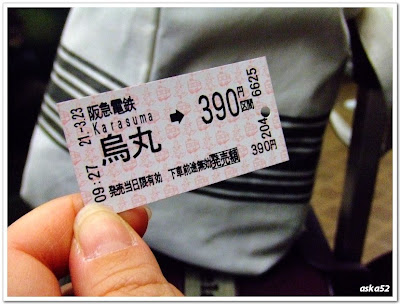 阪急電鉄
Karasuma
烏丸 ➡ 390円区間
21-3.23
09:27
発売当日限有効 下車前途無効 発売額
390円
204
6625
aska52